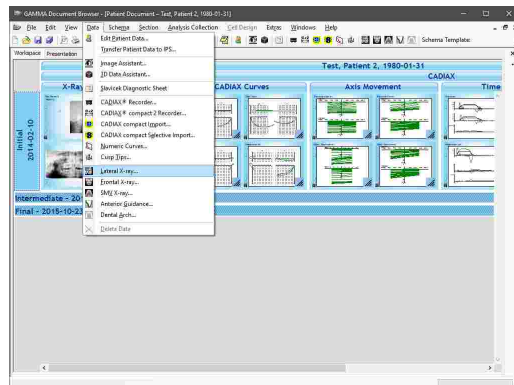 GAMMA Document Browser - [Patient Document - Test, Patient 2, 1980-01-31]
File Edit View Data Schema Section Analysis Collection Cell Design Extras Windows Help
Schema Template:
Workspace Presentation
Edit Patient Data...
Transfer Patient Data to IPS...
Image Assistant...
3D Data Assistant...
Slavicek Diagnostic Sheet
CADIAX® Recorder...
CADIAX® compact 2 Recorder...
CADIAX compact Import...
CADIAX compact Selective Import...
Numeric Curves...
Cusp Tips...
Lateral X-ray...
Frontal X-ray...
SMV X-ray...
Anterior Guidance...
Dental Arch...
Delete Data
Test, Patient 2, 1980-01-31
CADIAX
X-Ray
CADIAX Curves
Axis Movement
Time
Initial
2014-02-10
Intermediate - 20
Final - 2015-10-2